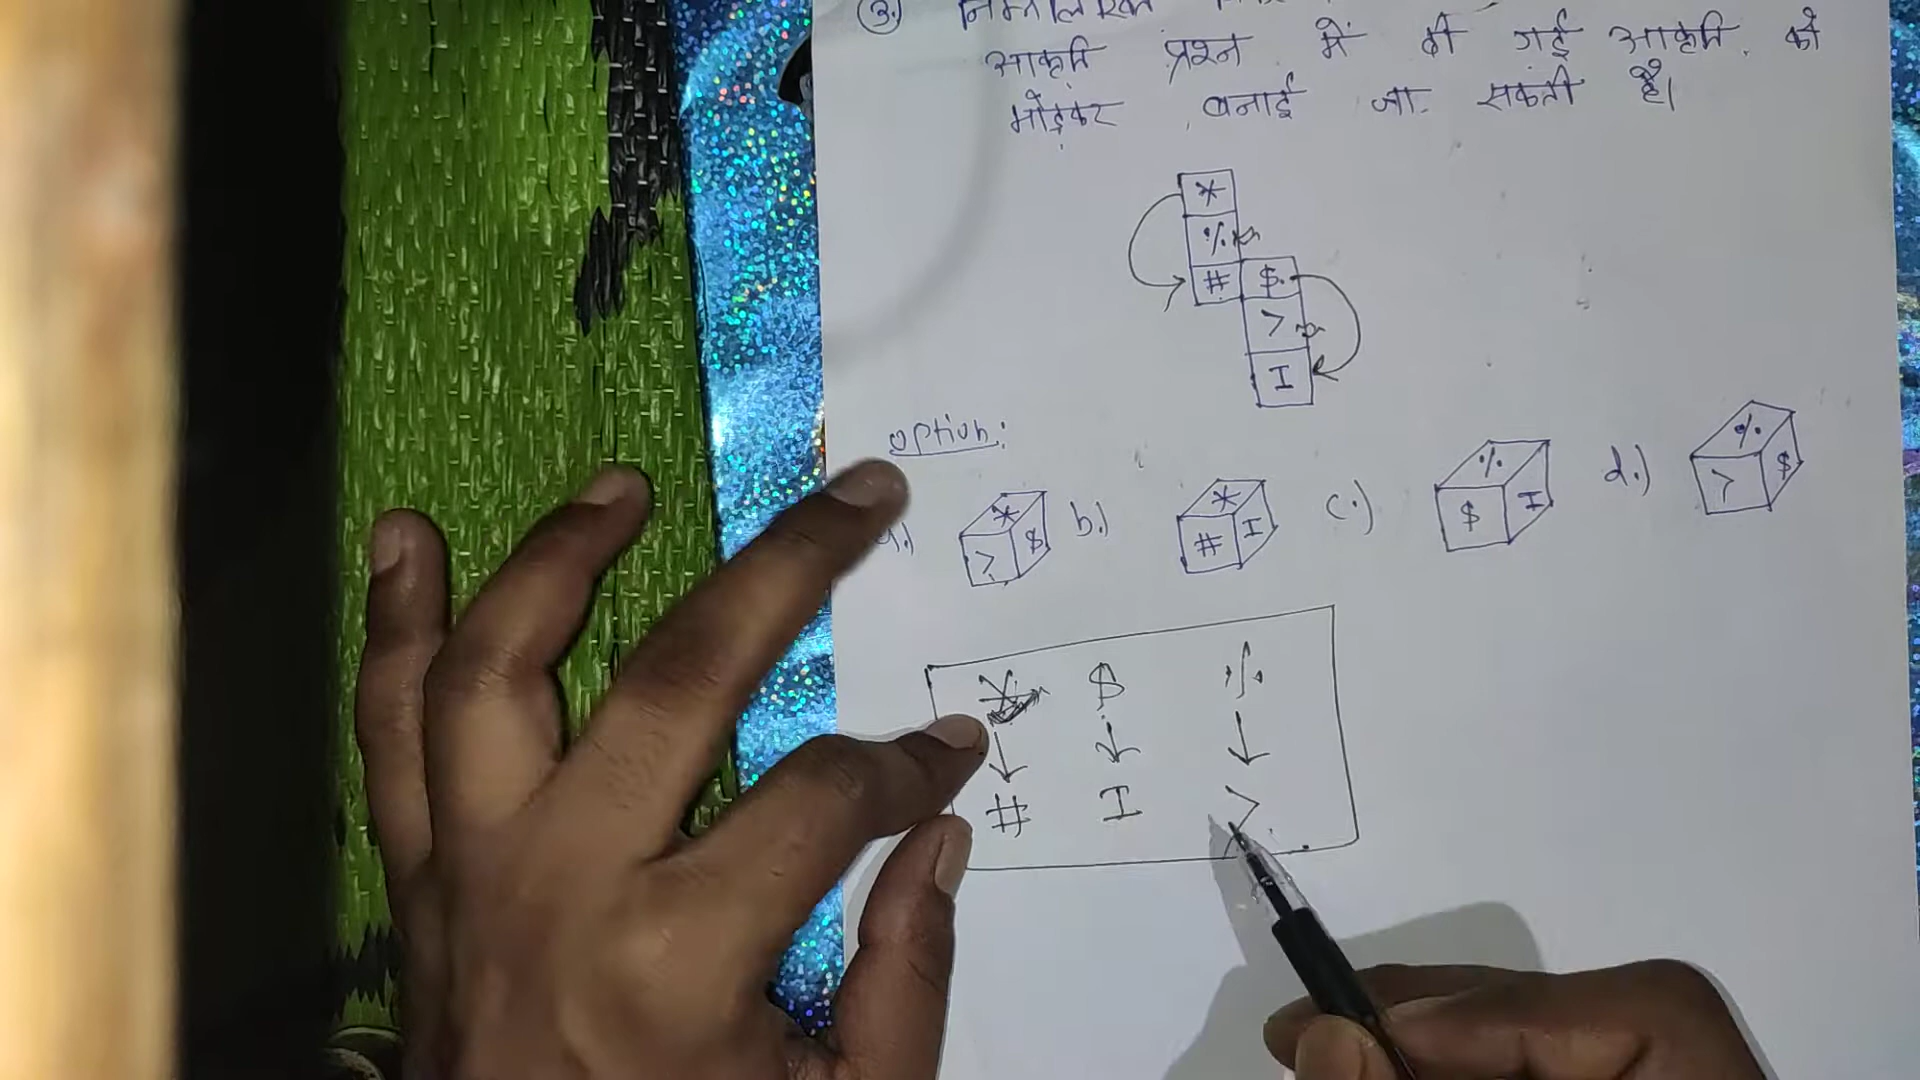 ③.
आकृति प्रश्न में दी गई आकृति को
मोड़कर बनाई जा सकती है।
*
%
# $
>
I
option:
a.) * > $ b.) * # I c.) % $ I d.) % > $
* $ %
↓ ↓ ↓
# I >